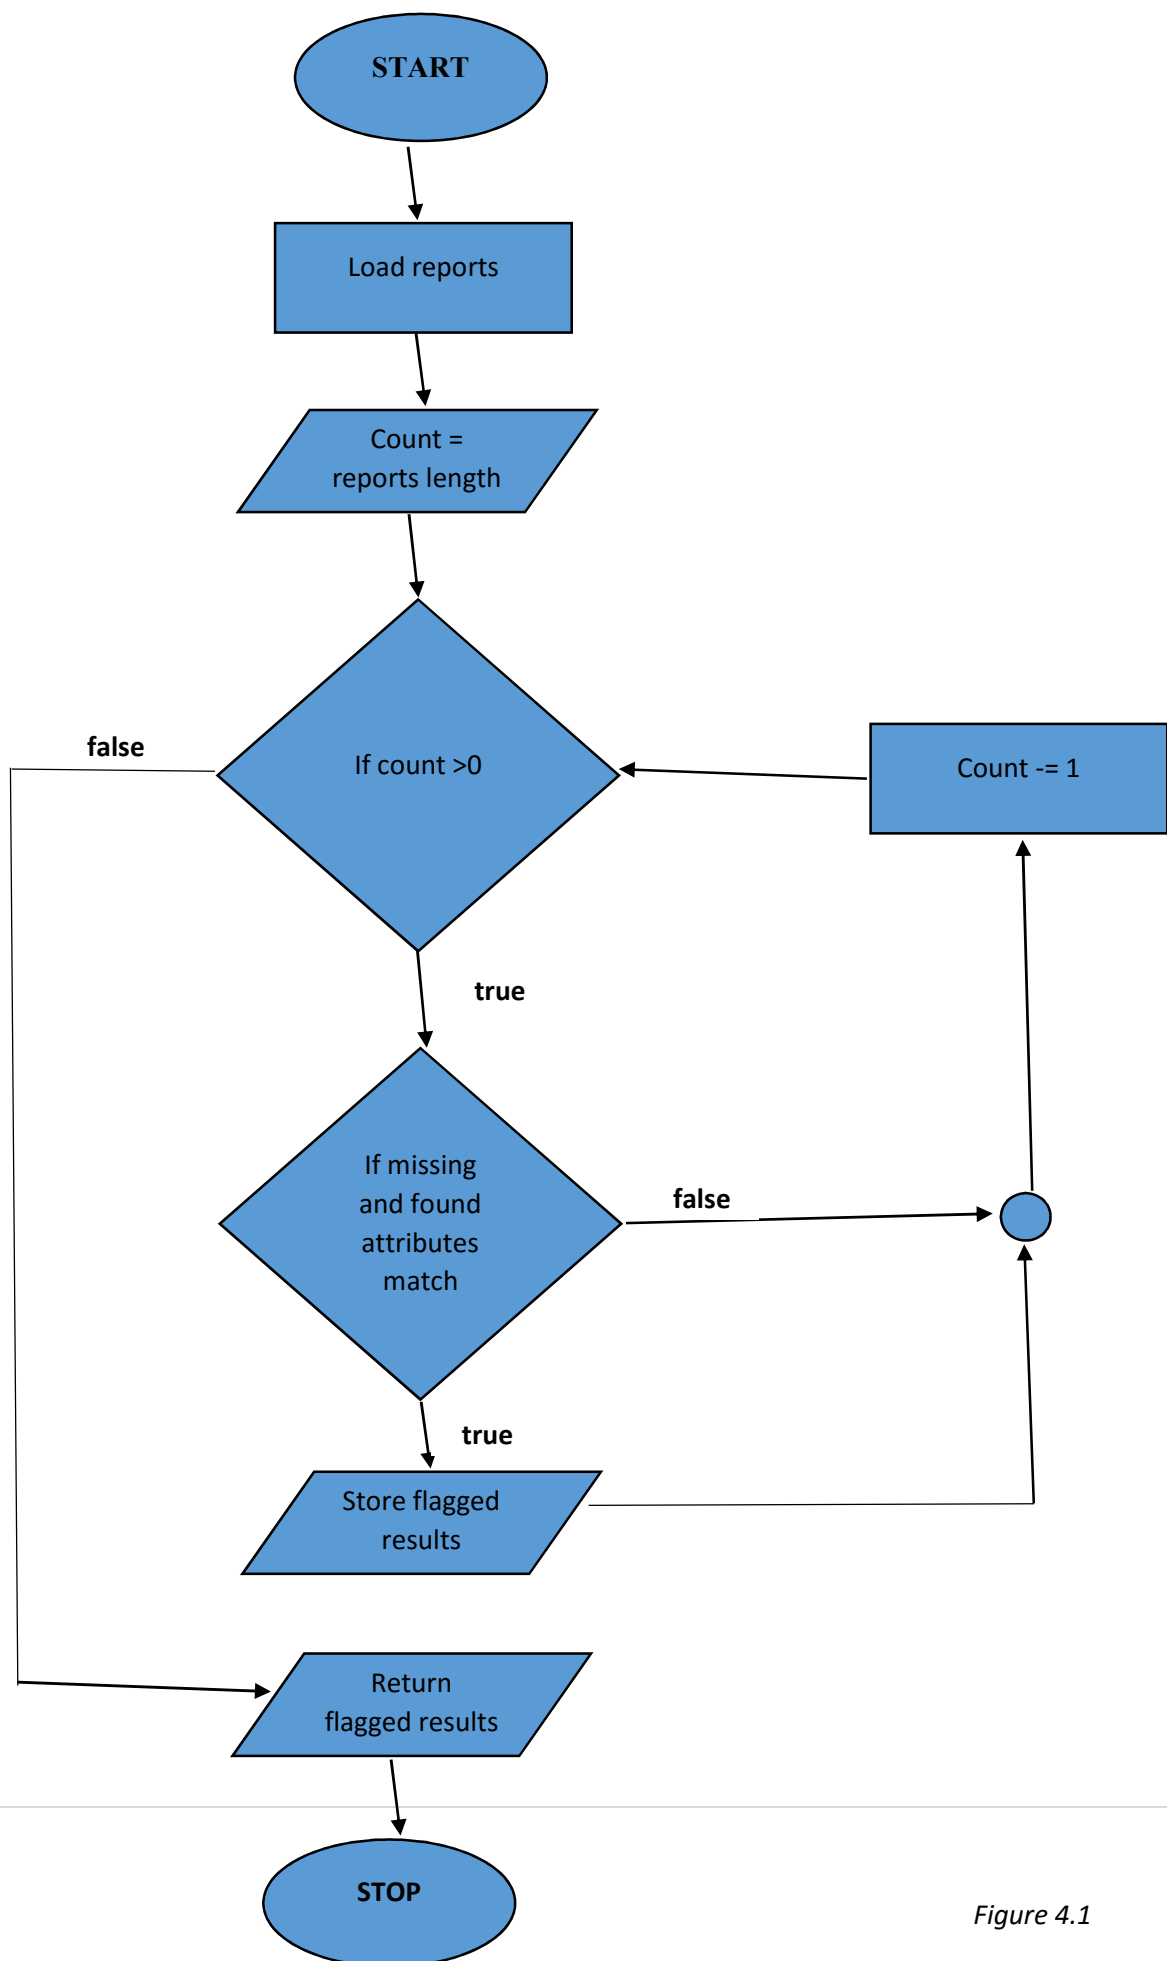 START
Load reports
Count =
reports length
false
If count >0
Count -= 1
true
If missing
and found
attributes
match
false
true
Store flagged
results
Return
flagged results
STOP
Figure 4.1